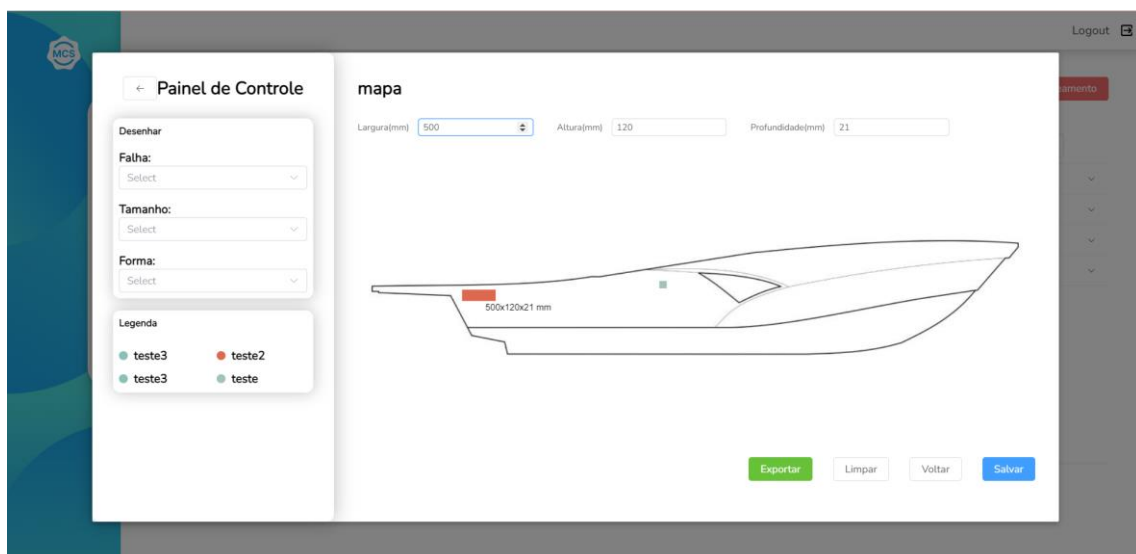 Logout
MCS
← Painel de Controle
mapa
amento
Largura(mm) 500 Altura(mm) 120 Profundidade(mm) 21
Desenhar
Falha:
Select
Tamanho:
Select
Forma:
Select
500x120x21 mm
Legenda
teste3 teste2
teste3 teste
Exportar Limpar Voltar Salvar